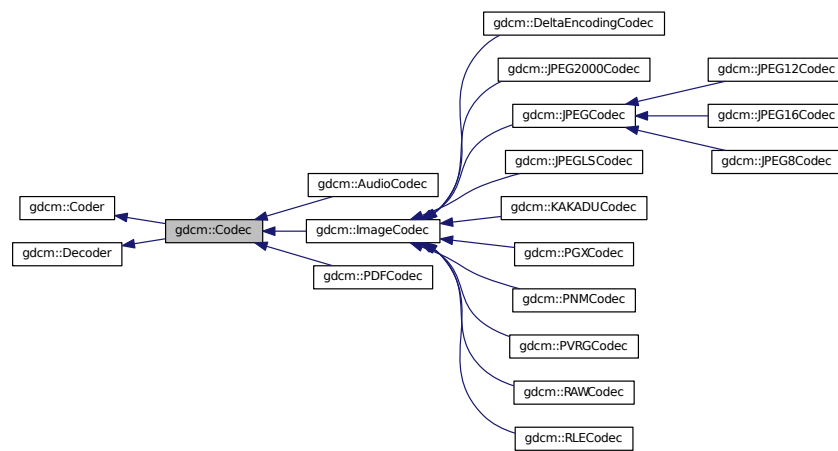 gdcm::DeltaEncodingCodec
gdcm::JPEG2000Codec
gdcm::JPEG12Codec
gdcm::JPEGCodec
gdcm::JPEG16Codec
gdcm::JPEGLSCodec
gdcm::JPEG8Codec
gdcm::AudioCodec
gdcm::Coder
gdcm::KAKADUCodec
gdcm::Codec
gdcm::ImageCodec
gdcm::Decoder
gdcm::PGXCodec
gdcm::PDFCodec
gdcm::PNMCodec
gdcm::PVRGCodec
gdcm::RAWCodec
gdcm::RLECodec